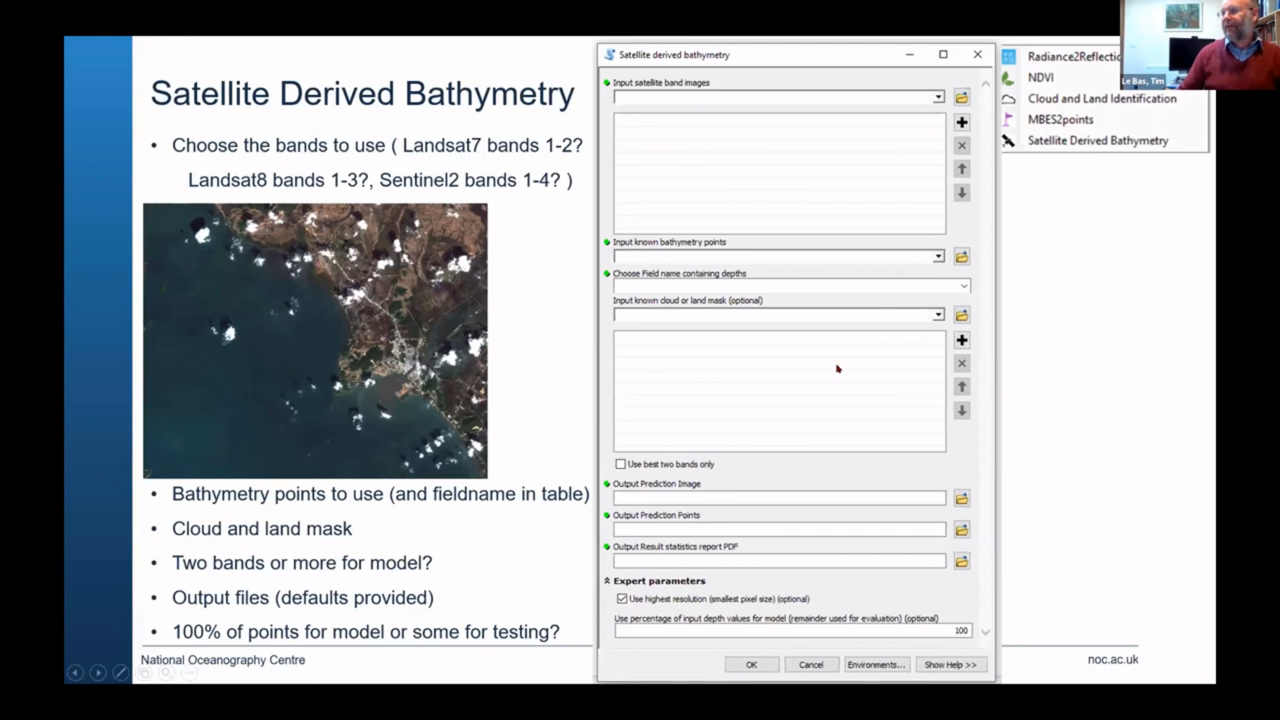 Satellite Derived Bathymetry
• Choose the bands to use ( Landsat7 bands 1-2?
Landsat8 bands 1-3?, Sentinel2 bands 1-4? )
• Bathymetry points to use (and fieldname in table)
• Cloud and land mask
• Two bands or more for model?
• Output files (defaults provided)
• 100% of points for model or some for testing?
National Oceanography Centre
Satellite derived bathymetry
Input satellite band images
Input known bathymetry points
Choose Field name containing depths
Input known cloud or land mask (optional)
Use best two bands only
Output Prediction Image
Output Prediction Points
Output Result statistics report PDF
Expert parameters
Use highest resolution (smallest pixel size) (optional)
Use percentage of input depth values for model (remainder used for evaluation) (optional)
100
OK
Cancel
Environments...
Show Help >>
Le Bas, Tim
NDVI
Cloud and Land Identification
MBES2points
Satellite Derived Bathymetry
noc.ac.uk